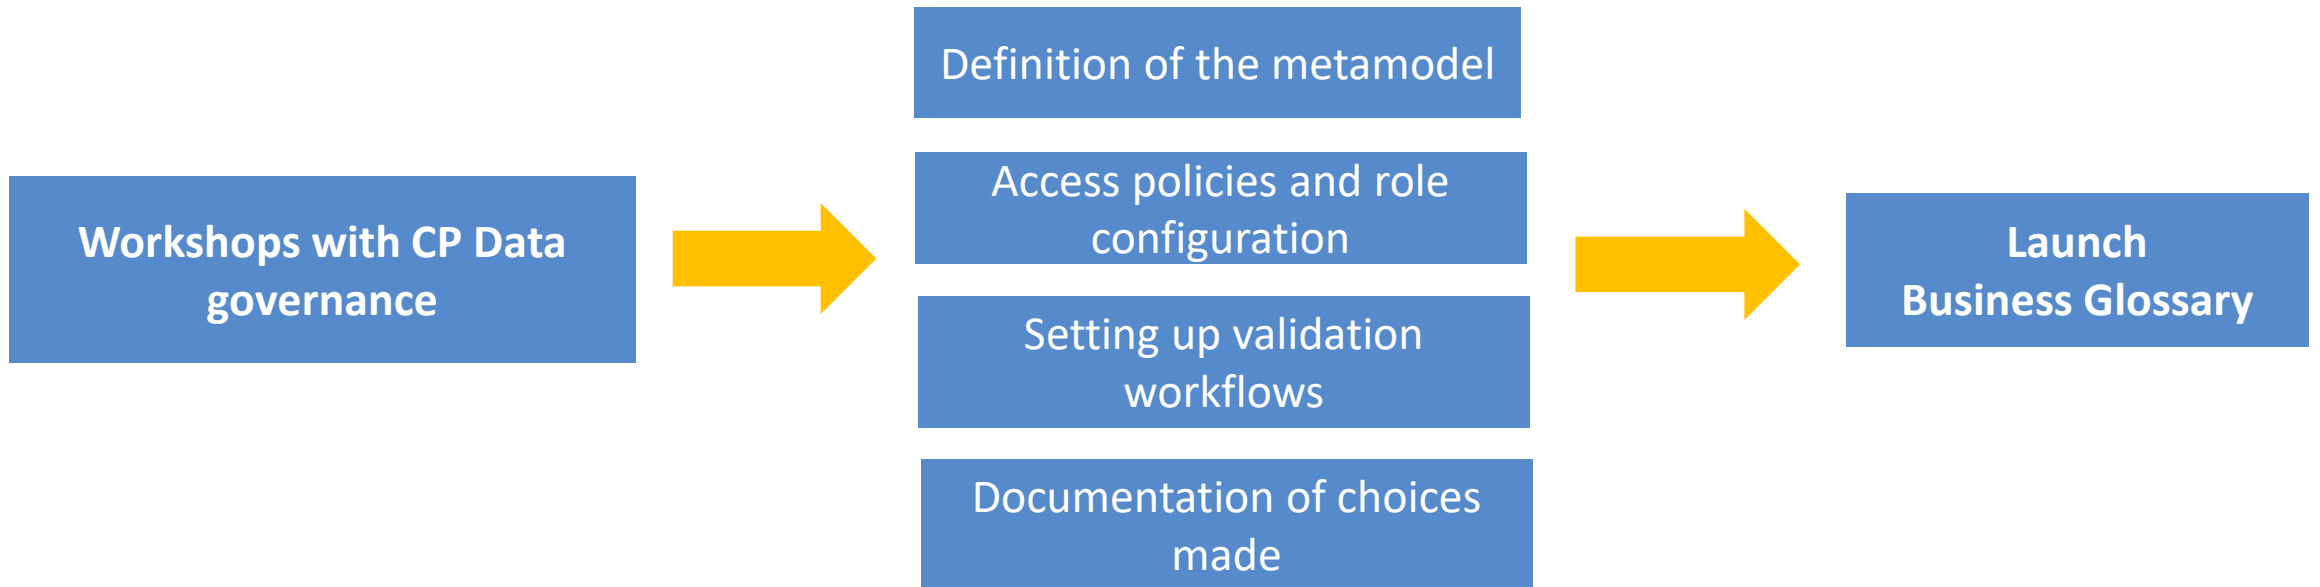 Workshops with CP Data
governance
Definition of the metamodel
Access policies and role
configuration
Setting up validation
workflows
Documentation of choices
made
Launch
Business Glossary